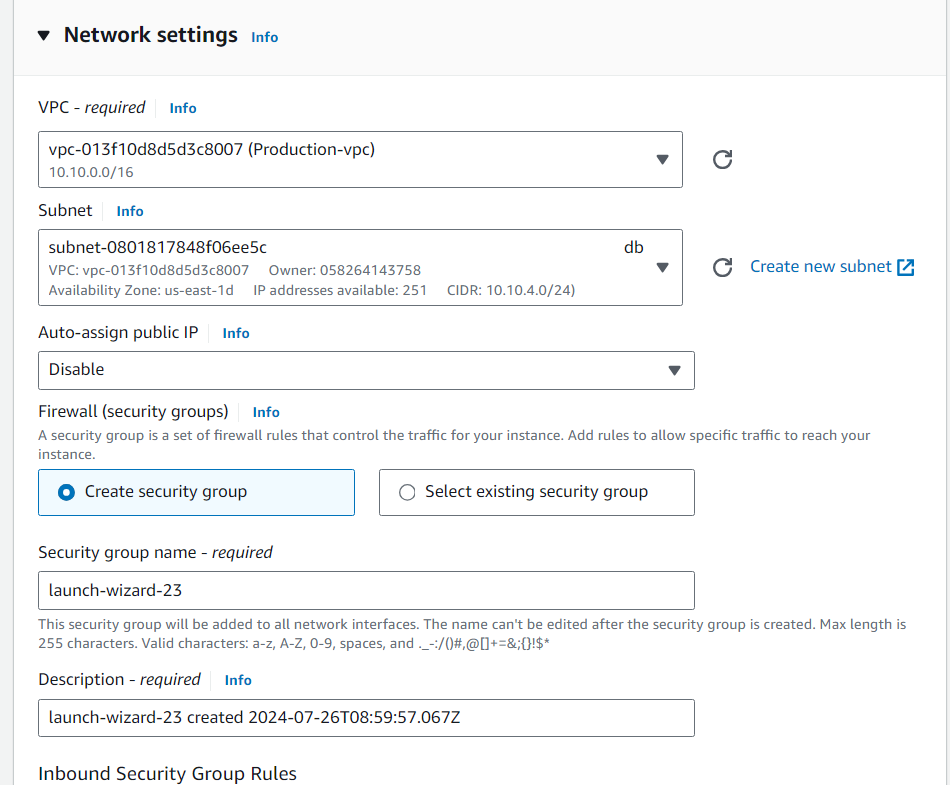 Network settings Info
VPC - required Info
vpc-013f10d8d5d3c8007 (Production-vpc)
10.10.0.0/16
Subnet Info
subnet-0801817848f06ee5c db
VPC: vpc-013f10d8d5d3c8007 Owner: 058264143758
Availability Zone: us-east-1d IP addresses available: 251 CIDR: 10.10.4.0/24)
Create new subnet
Auto-assign public IP Info
Disable
Firewall (security groups) Info
A security group is a set of firewall rules that control the traffic for your instance. Add rules to allow specific traffic to reach your
instance.
Create security group
Select existing security group
Security group name - required
launch-wizard-23
This security group will be added to all network interfaces. The name can't be edited after the security group is created. Max length is
255 characters. Valid characters: a-z, A-Z, 0-9, spaces, and ._-:/()#,@[]+=&;{}!$*
Description - required Info
launch-wizard-23 created 2024-07-26T08:59:57.067Z
Inbound Security Group Rules